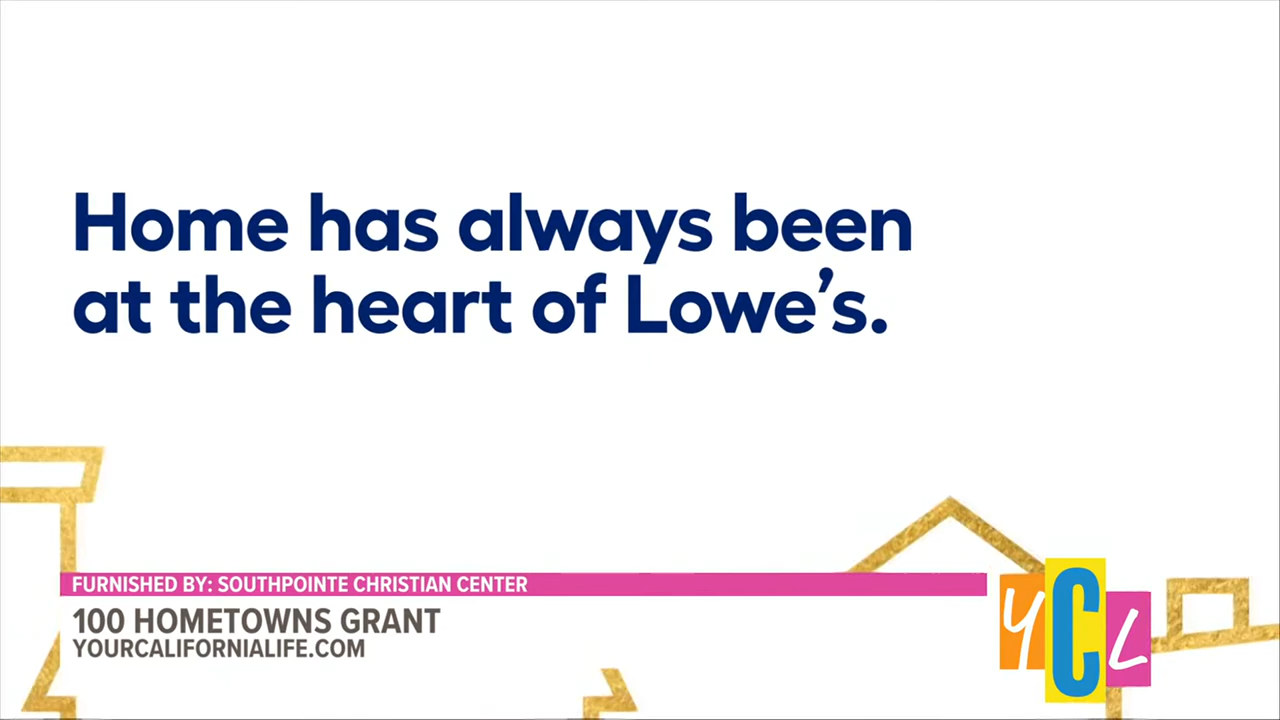 Home has always been
at the heart of Lowe's.
FURNISHED BY: SOUTHPOINTE CHRISTIAN CENTER
100 HOMETOWNS GRANT
YOURCALIFORNIALIFE.COM
YCL